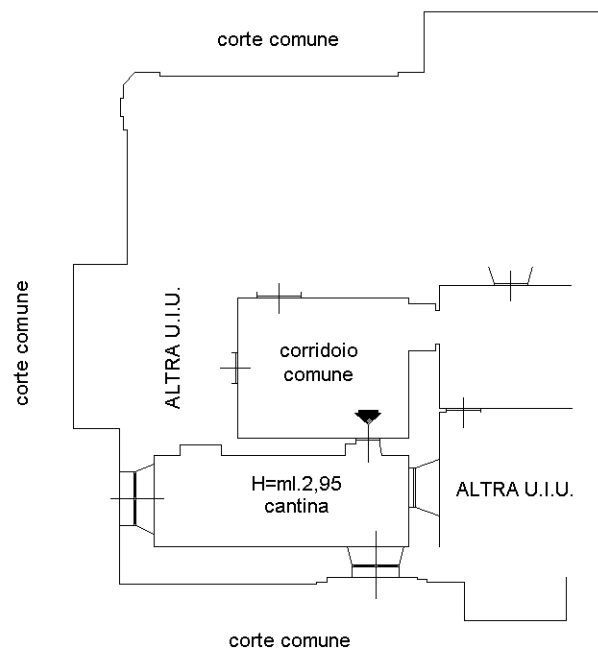 corte comune
corte comune
ALTRA U.I.U.
corridoio
comune
H=ml.2,95
cantina
ALTRA U.I.U.
corte comune